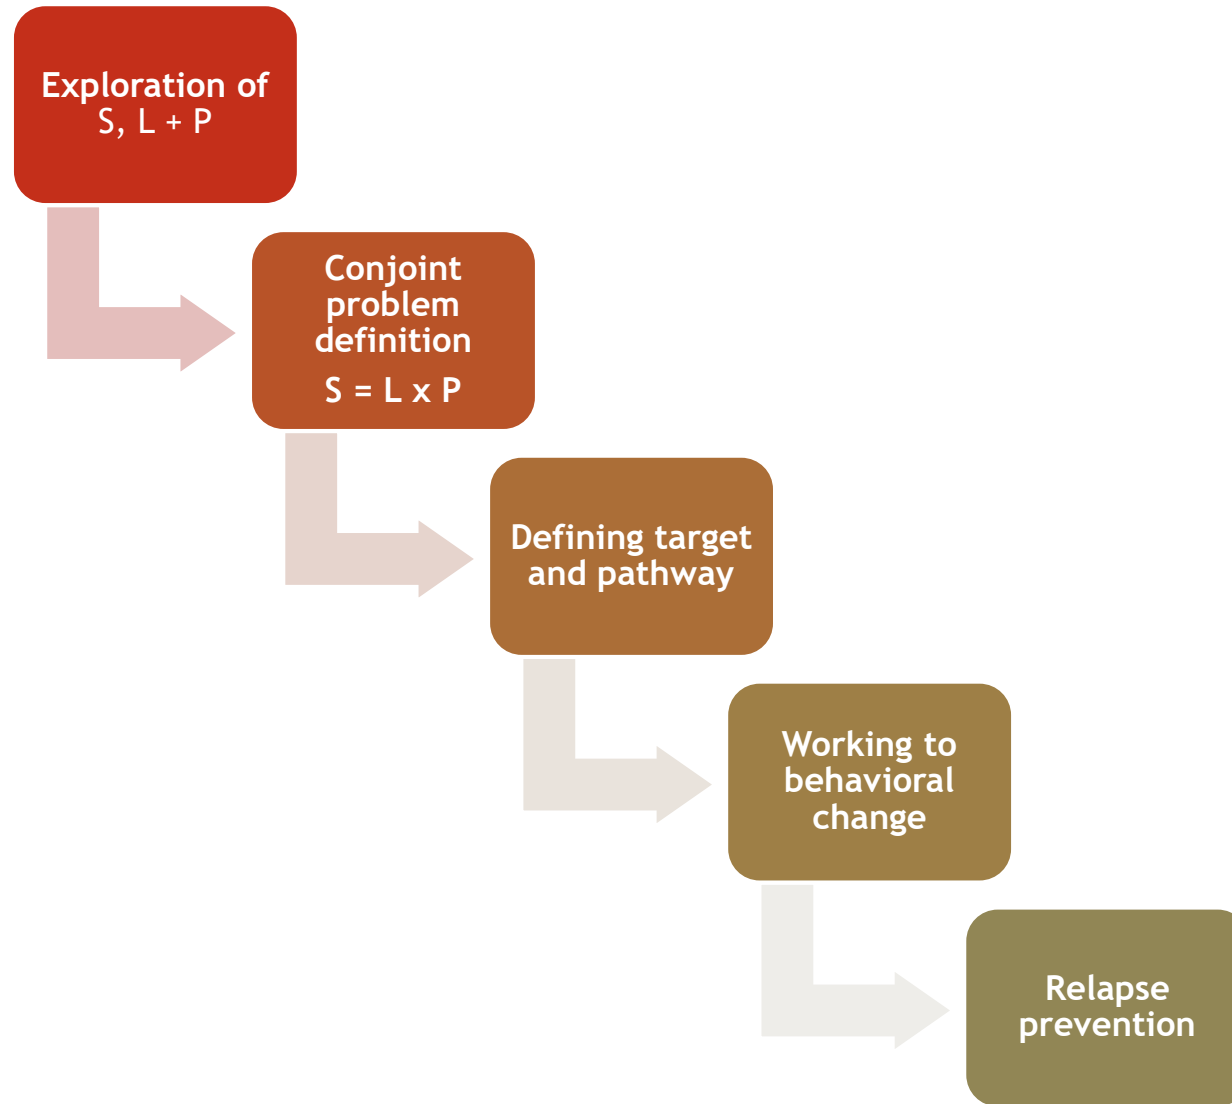 Exploration of
S, L + P
Conjoint
problem
definition
S = L x P
Defining target
and pathway
Working to
behavioral
change
Relapse
prevention